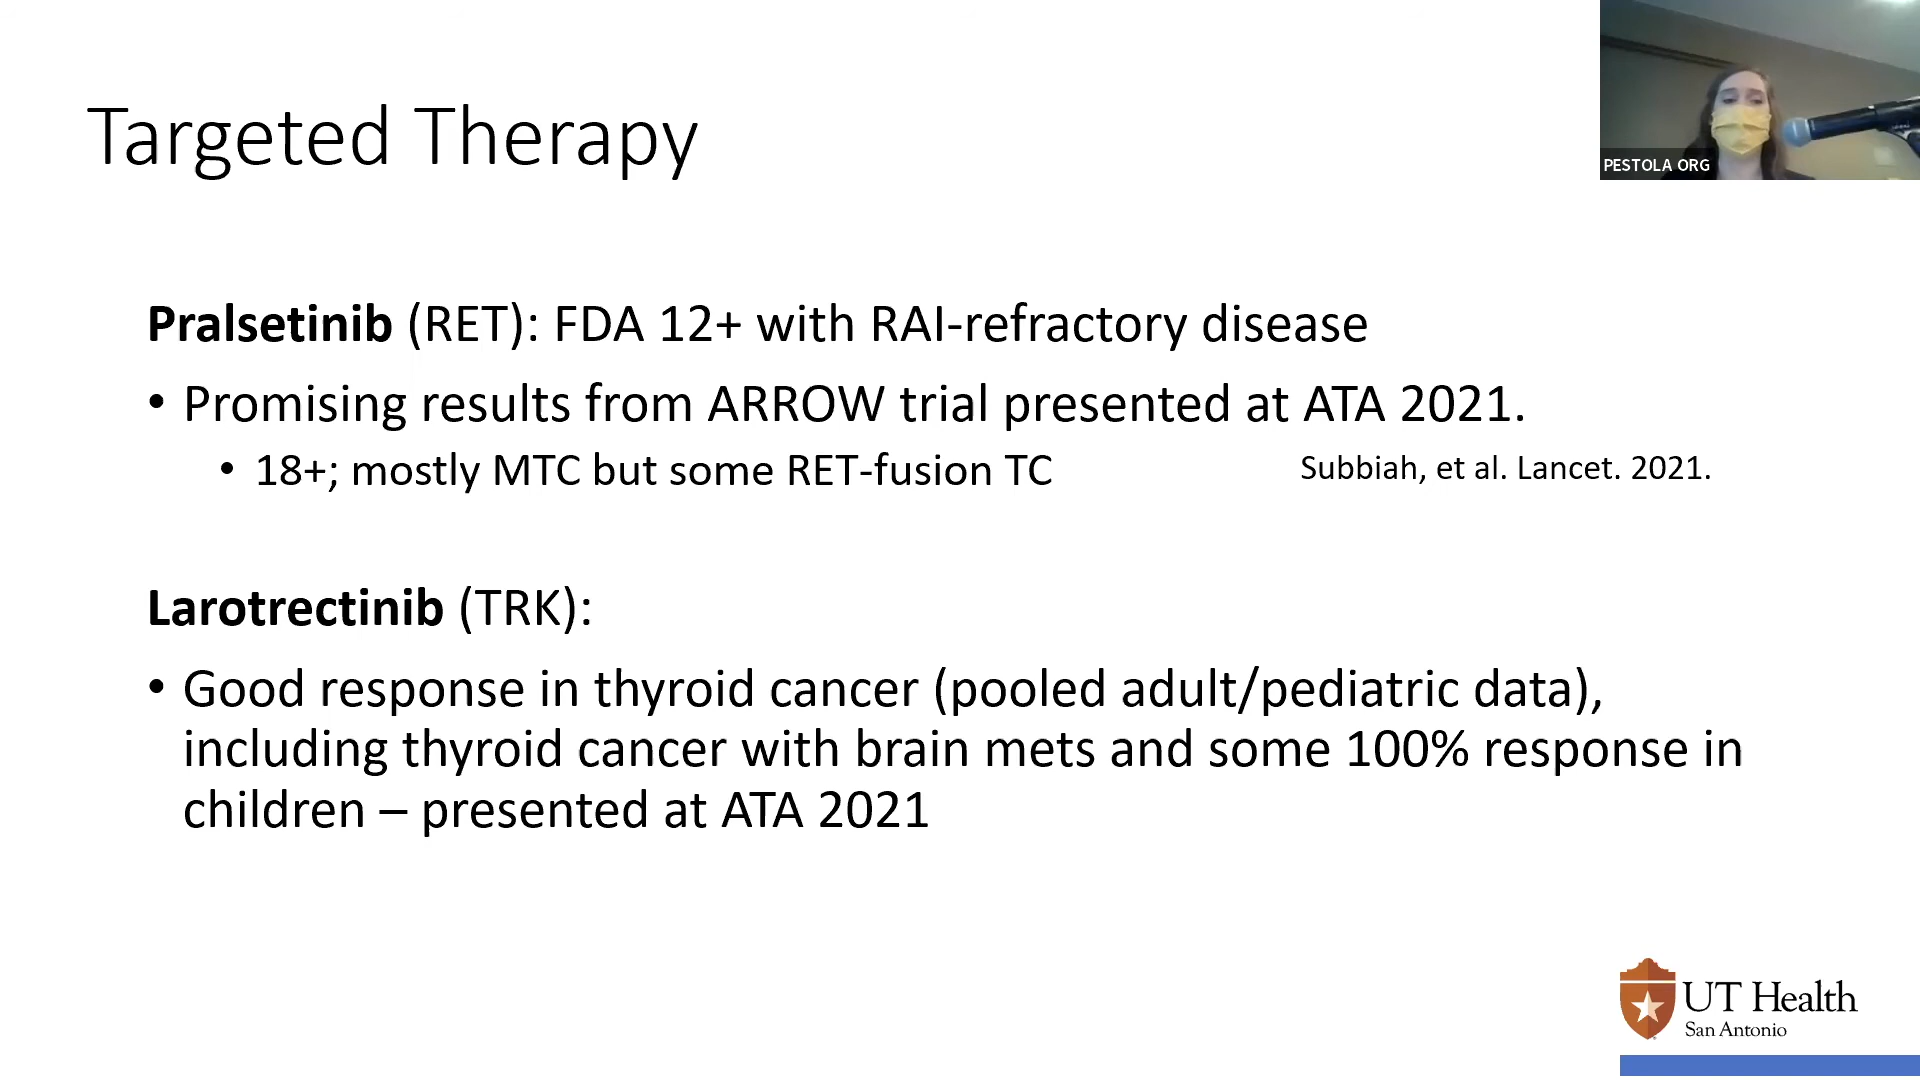 Targeted Therapy
PESTOLA ORG
Pralsetinib (RET): FDA 12+ with RAI-refractory disease
• Promising results from ARROW trial presented at ATA 2021.
• 18+; mostly MTC but some RET-fusion TC
Subbiah, et al. Lancet. 2021.
Larotrectinib (TRK):
• Good response in thyroid cancer (pooled adult/pediatric data),
including thyroid cancer with brain mets and some 100% response in
children – presented at ATA 2021
UT Health
San Antonio